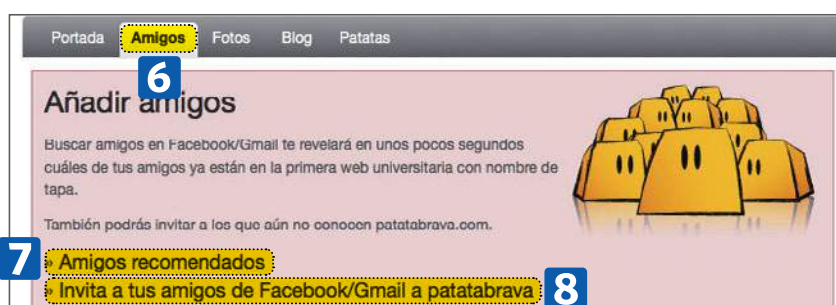 Portada Amigos Fotos Blog Patatas
6
Añadir amigos
Buscar amigos en Facebook/Gmail te revelará en unos pocos segundos
cuáles de tus amigos ya están en la primera web universitaria con nombre de
tapa.
También podrás invitar a los que aún no conocen patatabrava.com.
7 » Amigos recomendados
» Invita a tus amigos de Facebook/Gmail a patatabrava 8